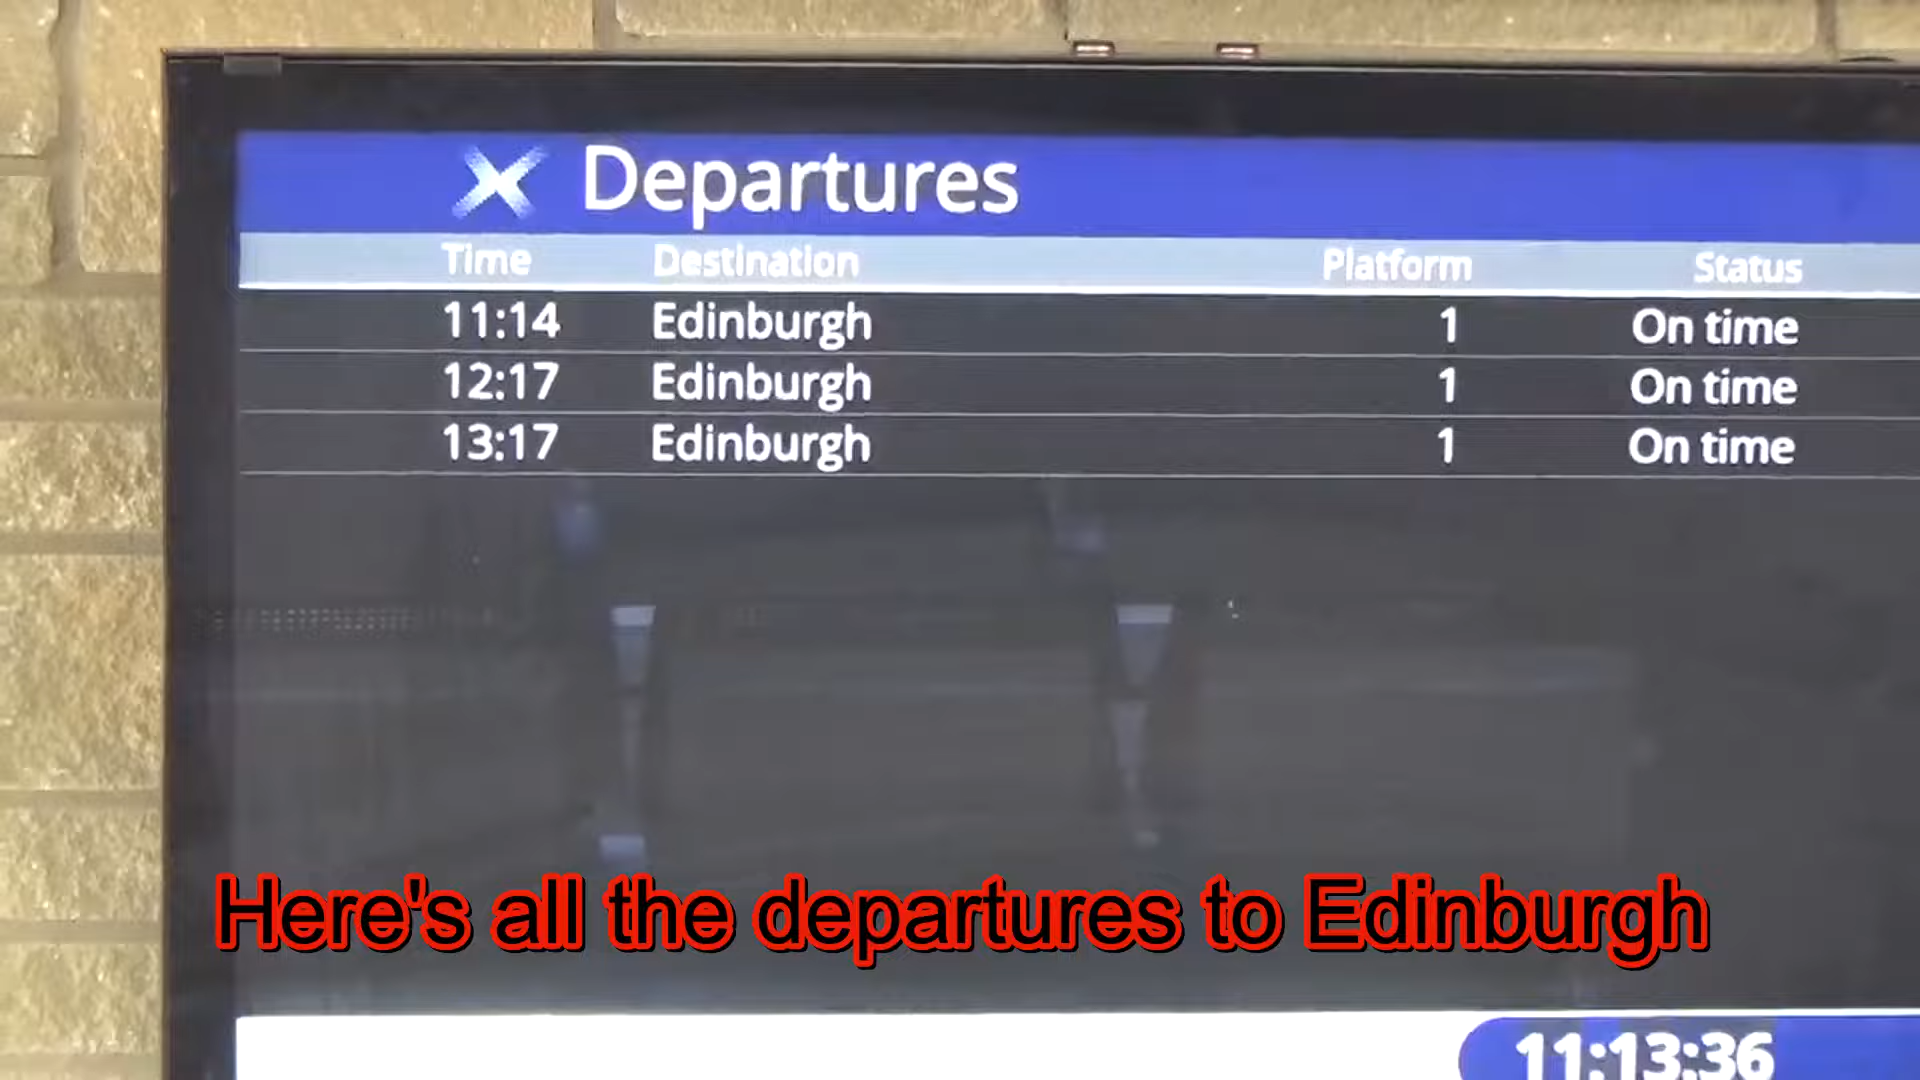 Departures
Time Destination Platform Status
11:14 Edinburgh 1 On time
12:17 Edinburgh 1 On time
13:17 Edinburgh 1 On time
Here's all the departures to Edinburgh
11:13:36